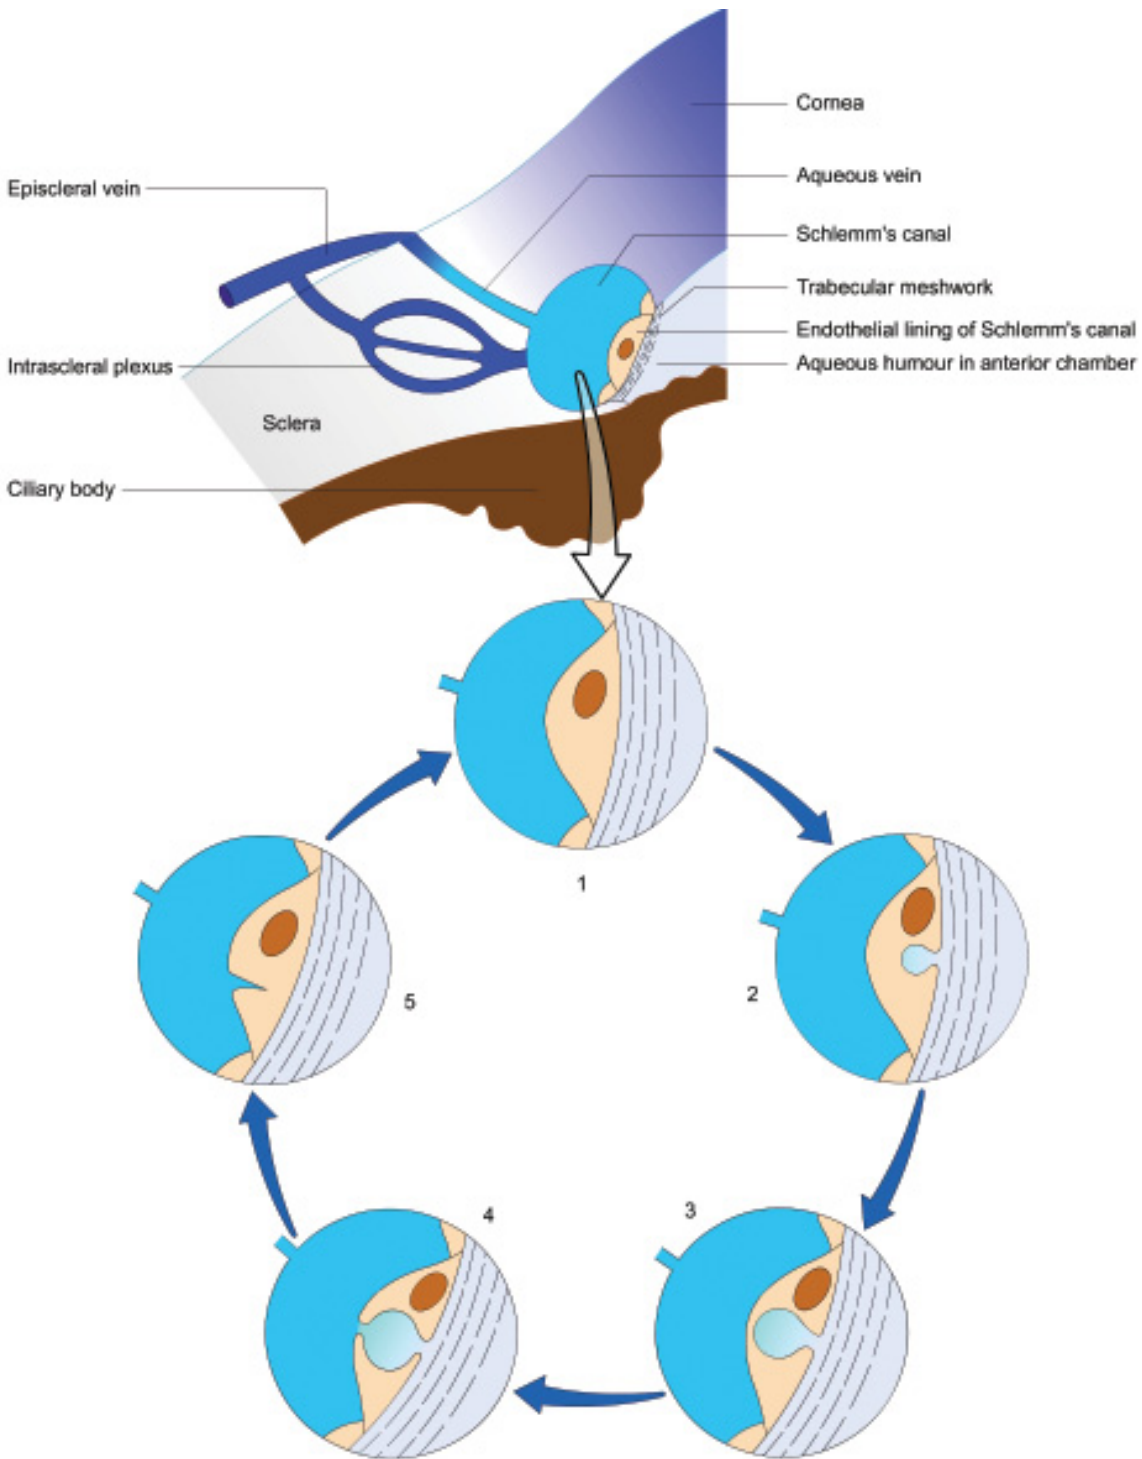 Cornea
Aqueous vein
Episcleral vein
Schlemm's canal
Trabecular meshwork
Endothelial lining of Schlemm's canal
Aqueous humour in anterior chamber
Intrascleral plexus
Sclera
Ciliary body
1
2
5
3
4